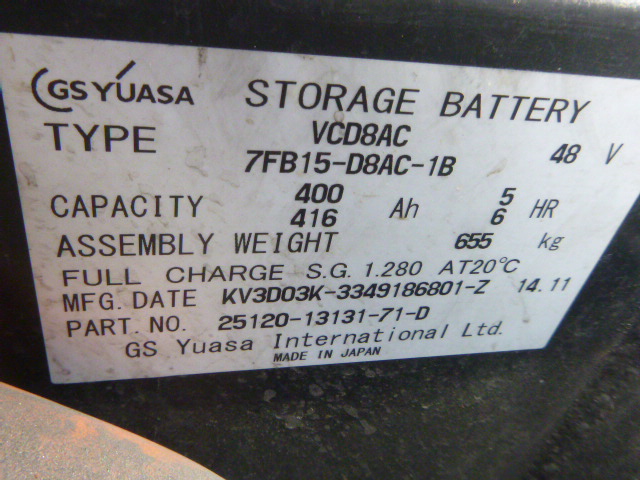 GS YUASA STORAGE BATTERY
TYPE VCD8AC
7FB15-D8AC-1B 48 V
CAPACITY 400 Ah 5 HR
416 6
ASSEMBLY WEIGHT 655 kg
FULL CHARGE S.G. 1.280 AT20°C
MFG. DATE KV3D03K-3349186801-Z 14.11
PART. NO. 25120-13131-71-D
GS Yuasa International Ltd.
MADE IN JAPAN